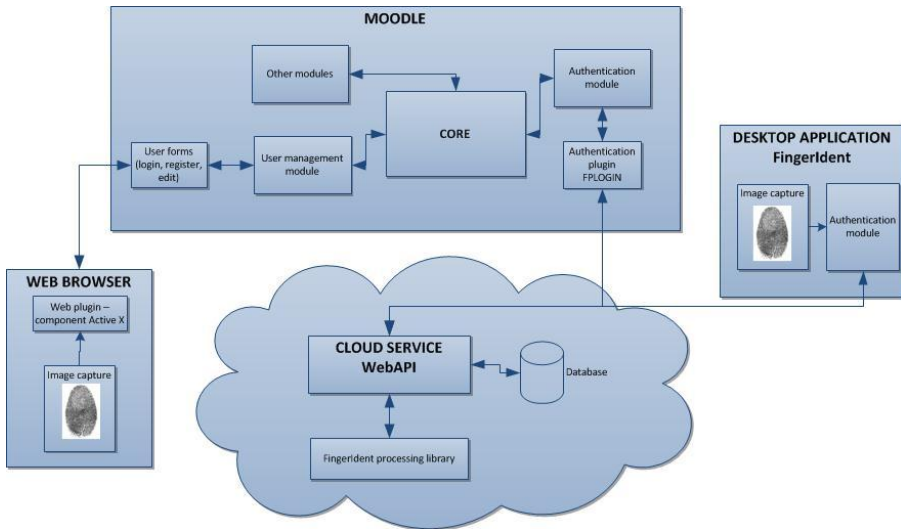 MOODLE
Other modules
CORE
Authentication
module
User forms
(login, register,
edit)
User management
module
Authentication
plugin
FPLOGIN
DESKTOP APPLICATION
FingerIdent
Image capture
Authentication
module
WEB BROWSER
Web plugin –
component Active X
Image capture
CLOUD SERVICE
WebAPI
Database
FingerIdent processing library